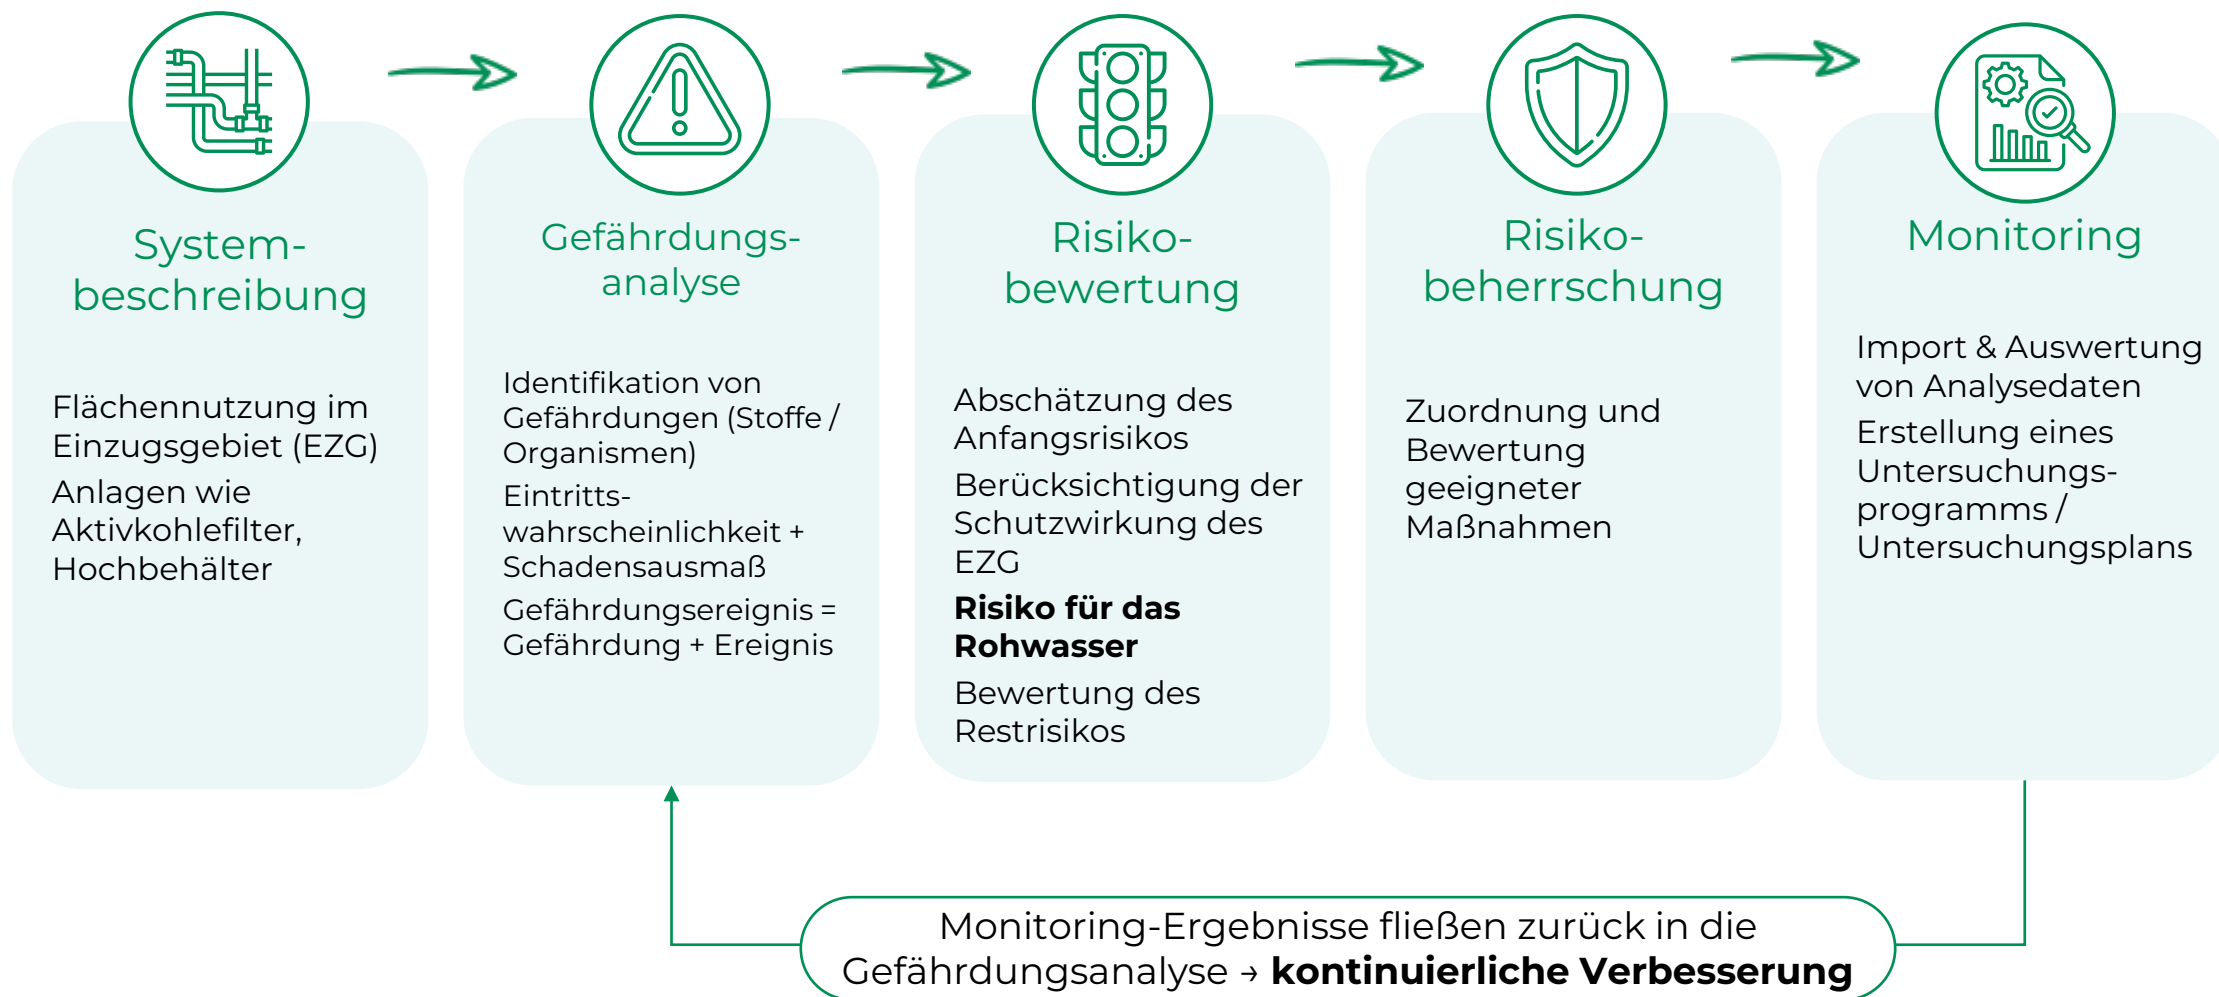 System-
beschreibung
Flächennutzung im
Einzugsgebiet (EZG)
Anlagen wie
Aktivkohlefilter,
Hochbehälter
Gefährdungs-
analyse
Identifikation von
Gefährdungen (Stoffe /
Organismen)
Eintritts-
wahrscheinlichkeit +
Schadensausmaß
Gefährdungsereignis =
Gefährdung + Ereignis
Risiko-
bewertung
Abschätzung des
Anfangsrisikos
Berücksichtigung der
Schutzwirkung des
EZG
Risiko für das
Rohwasser
Bewertung des
Restrisikos
Risiko-
beherrschung
Zuordnung und
Bewertung
geeigneter
Maßnahmen
Monitoring
Import & Auswertung
von Analysedaten
Erstellung eines
Untersuchungs-
programms /
Untersuchungsplans
Monitoring-Ergebnisse fließen zurück in die
Gefährdungsanalyse → kontinuierliche Verbesserung